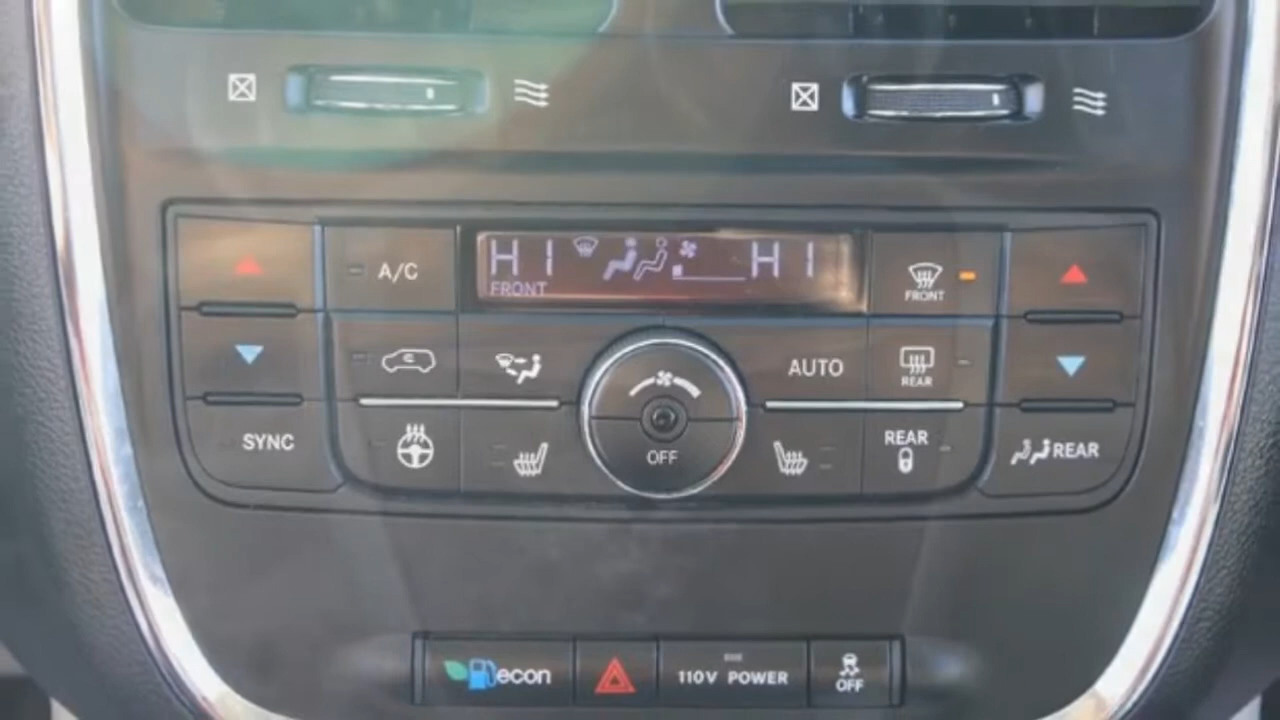 HI HI
FRONT
A/C
FRONT
AUTO
REAR
SYNC
OFF
REAR
REAR
econ
110V POWER
OFF